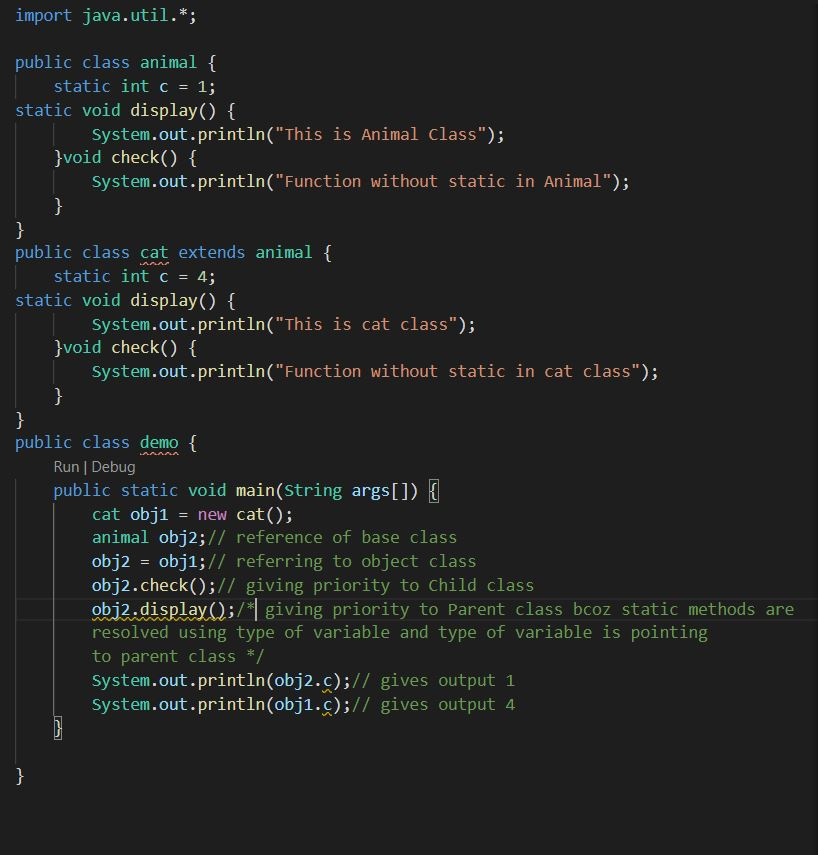 import java.util.*;
public class animal {
static int c = 1;
static void display() {
System.out.println("This is Animal Class");
}void check() {
System.out.println("Function without static in Animal");
}
}
public class cat extends animal {
static int c = 4;
static void display() {
System.out.println("This is cat class");
}void check() {
System.out.println("Function without static in cat class");
}
}
public class demo {
Run | Debug
public static void main(String args[]) {
cat obj1 = new cat();
animal obj2;// reference of base class
obj2 = obj1;// referring to object class
obj2.check();// giving priority to Child class
obj2.display();/* giving priority to Parent class bcoz static methods are
resolved using type of variable and type of variable is pointing
to parent class */
System.out.println(obj2.c);// gives output 1
System.out.println(obj1.c);// gives output 4
}
}